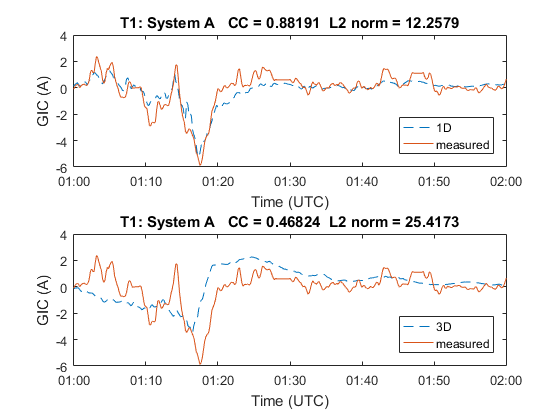 T1: System A   CC = 0.88191  L2 norm = 12.2579
4
2
0
-2
-4
-6
GIC (A)
1D
measured
01:00 01:10 01:20 01:30 01:40 01:50 02:00
Time (UTC)
T1: System A   CC = 0.46824  L2 norm = 25.4173
4
2
0
-2
-4
-6
GIC (A)
3D
measured
01:00 01:10 01:20 01:30 01:40 01:50 02:00
Time (UTC)